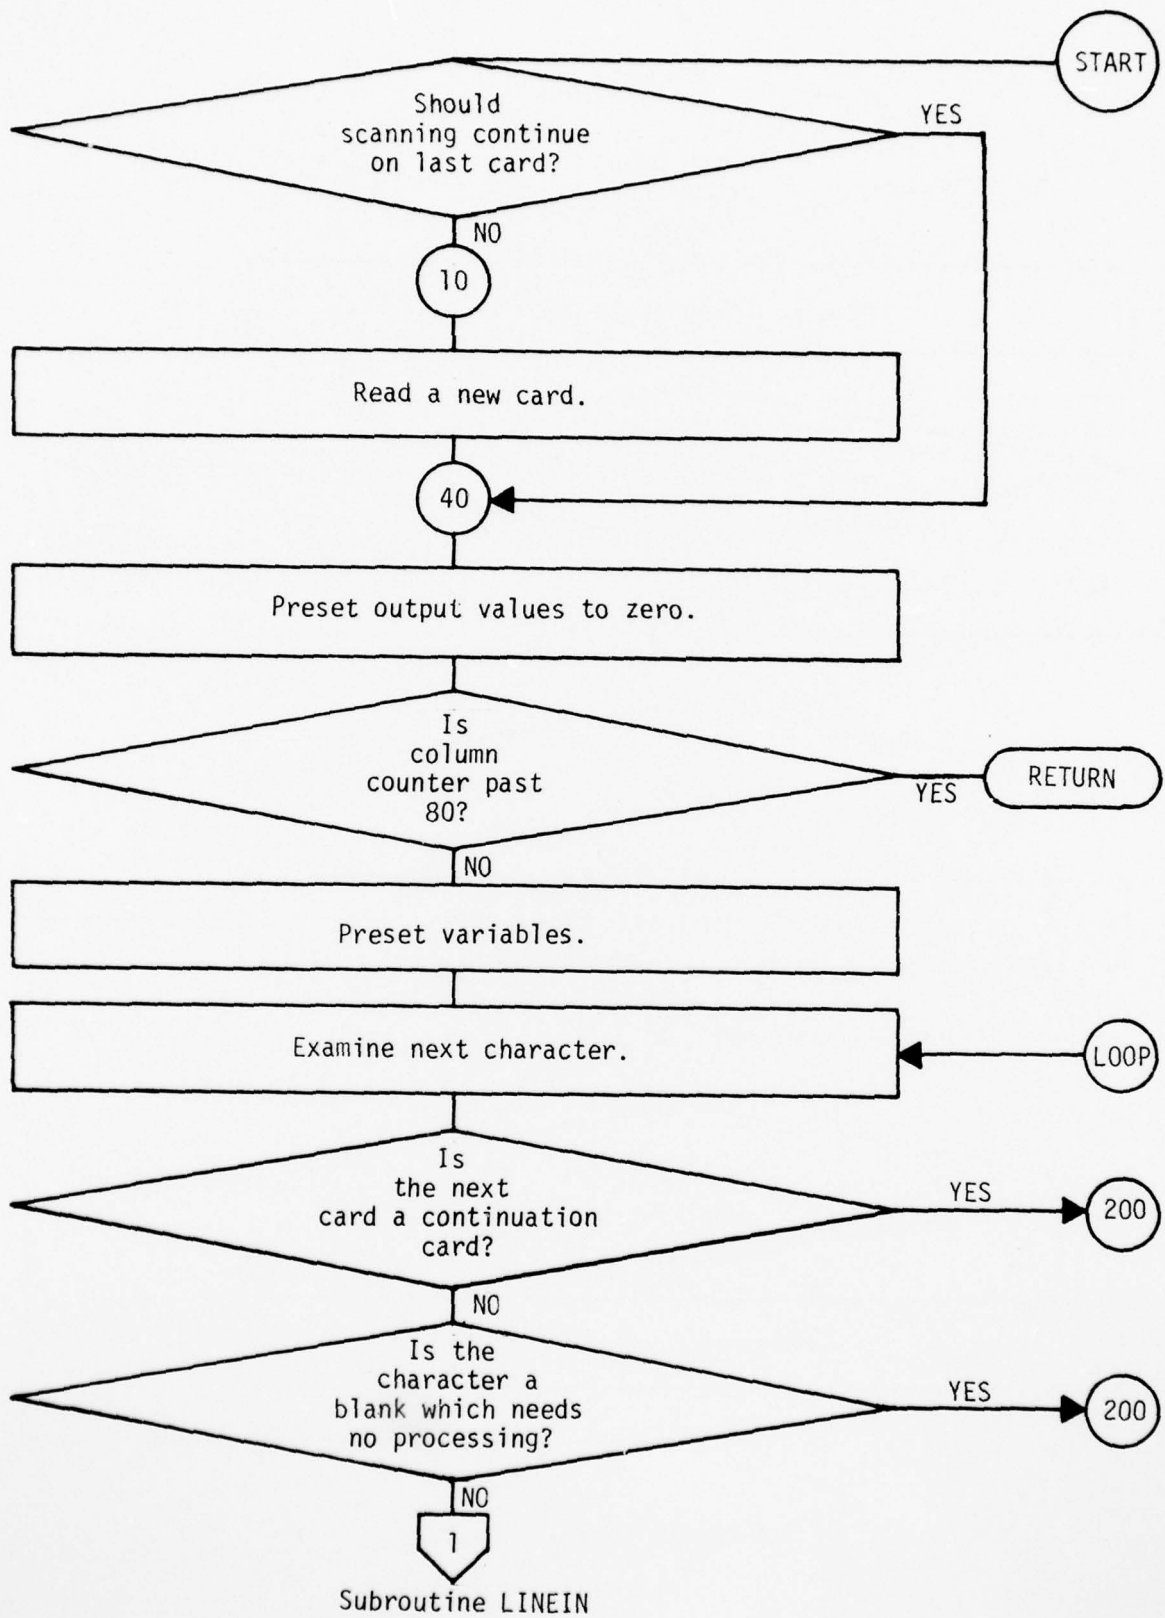 START
Should
scanning continue
on last card?
YES
NO
10
Read a new card.
40
Preset output values to zero.
Is
column
counter past
80?
YES
RETURN
NO
Preset variables.
Examine next character.
LOOP
Is
the next
card a continuation
card?
YES
200
NO
Is the
character a
blank which needs
no processing?
YES
200
NO
1
Subroutine LINEIN